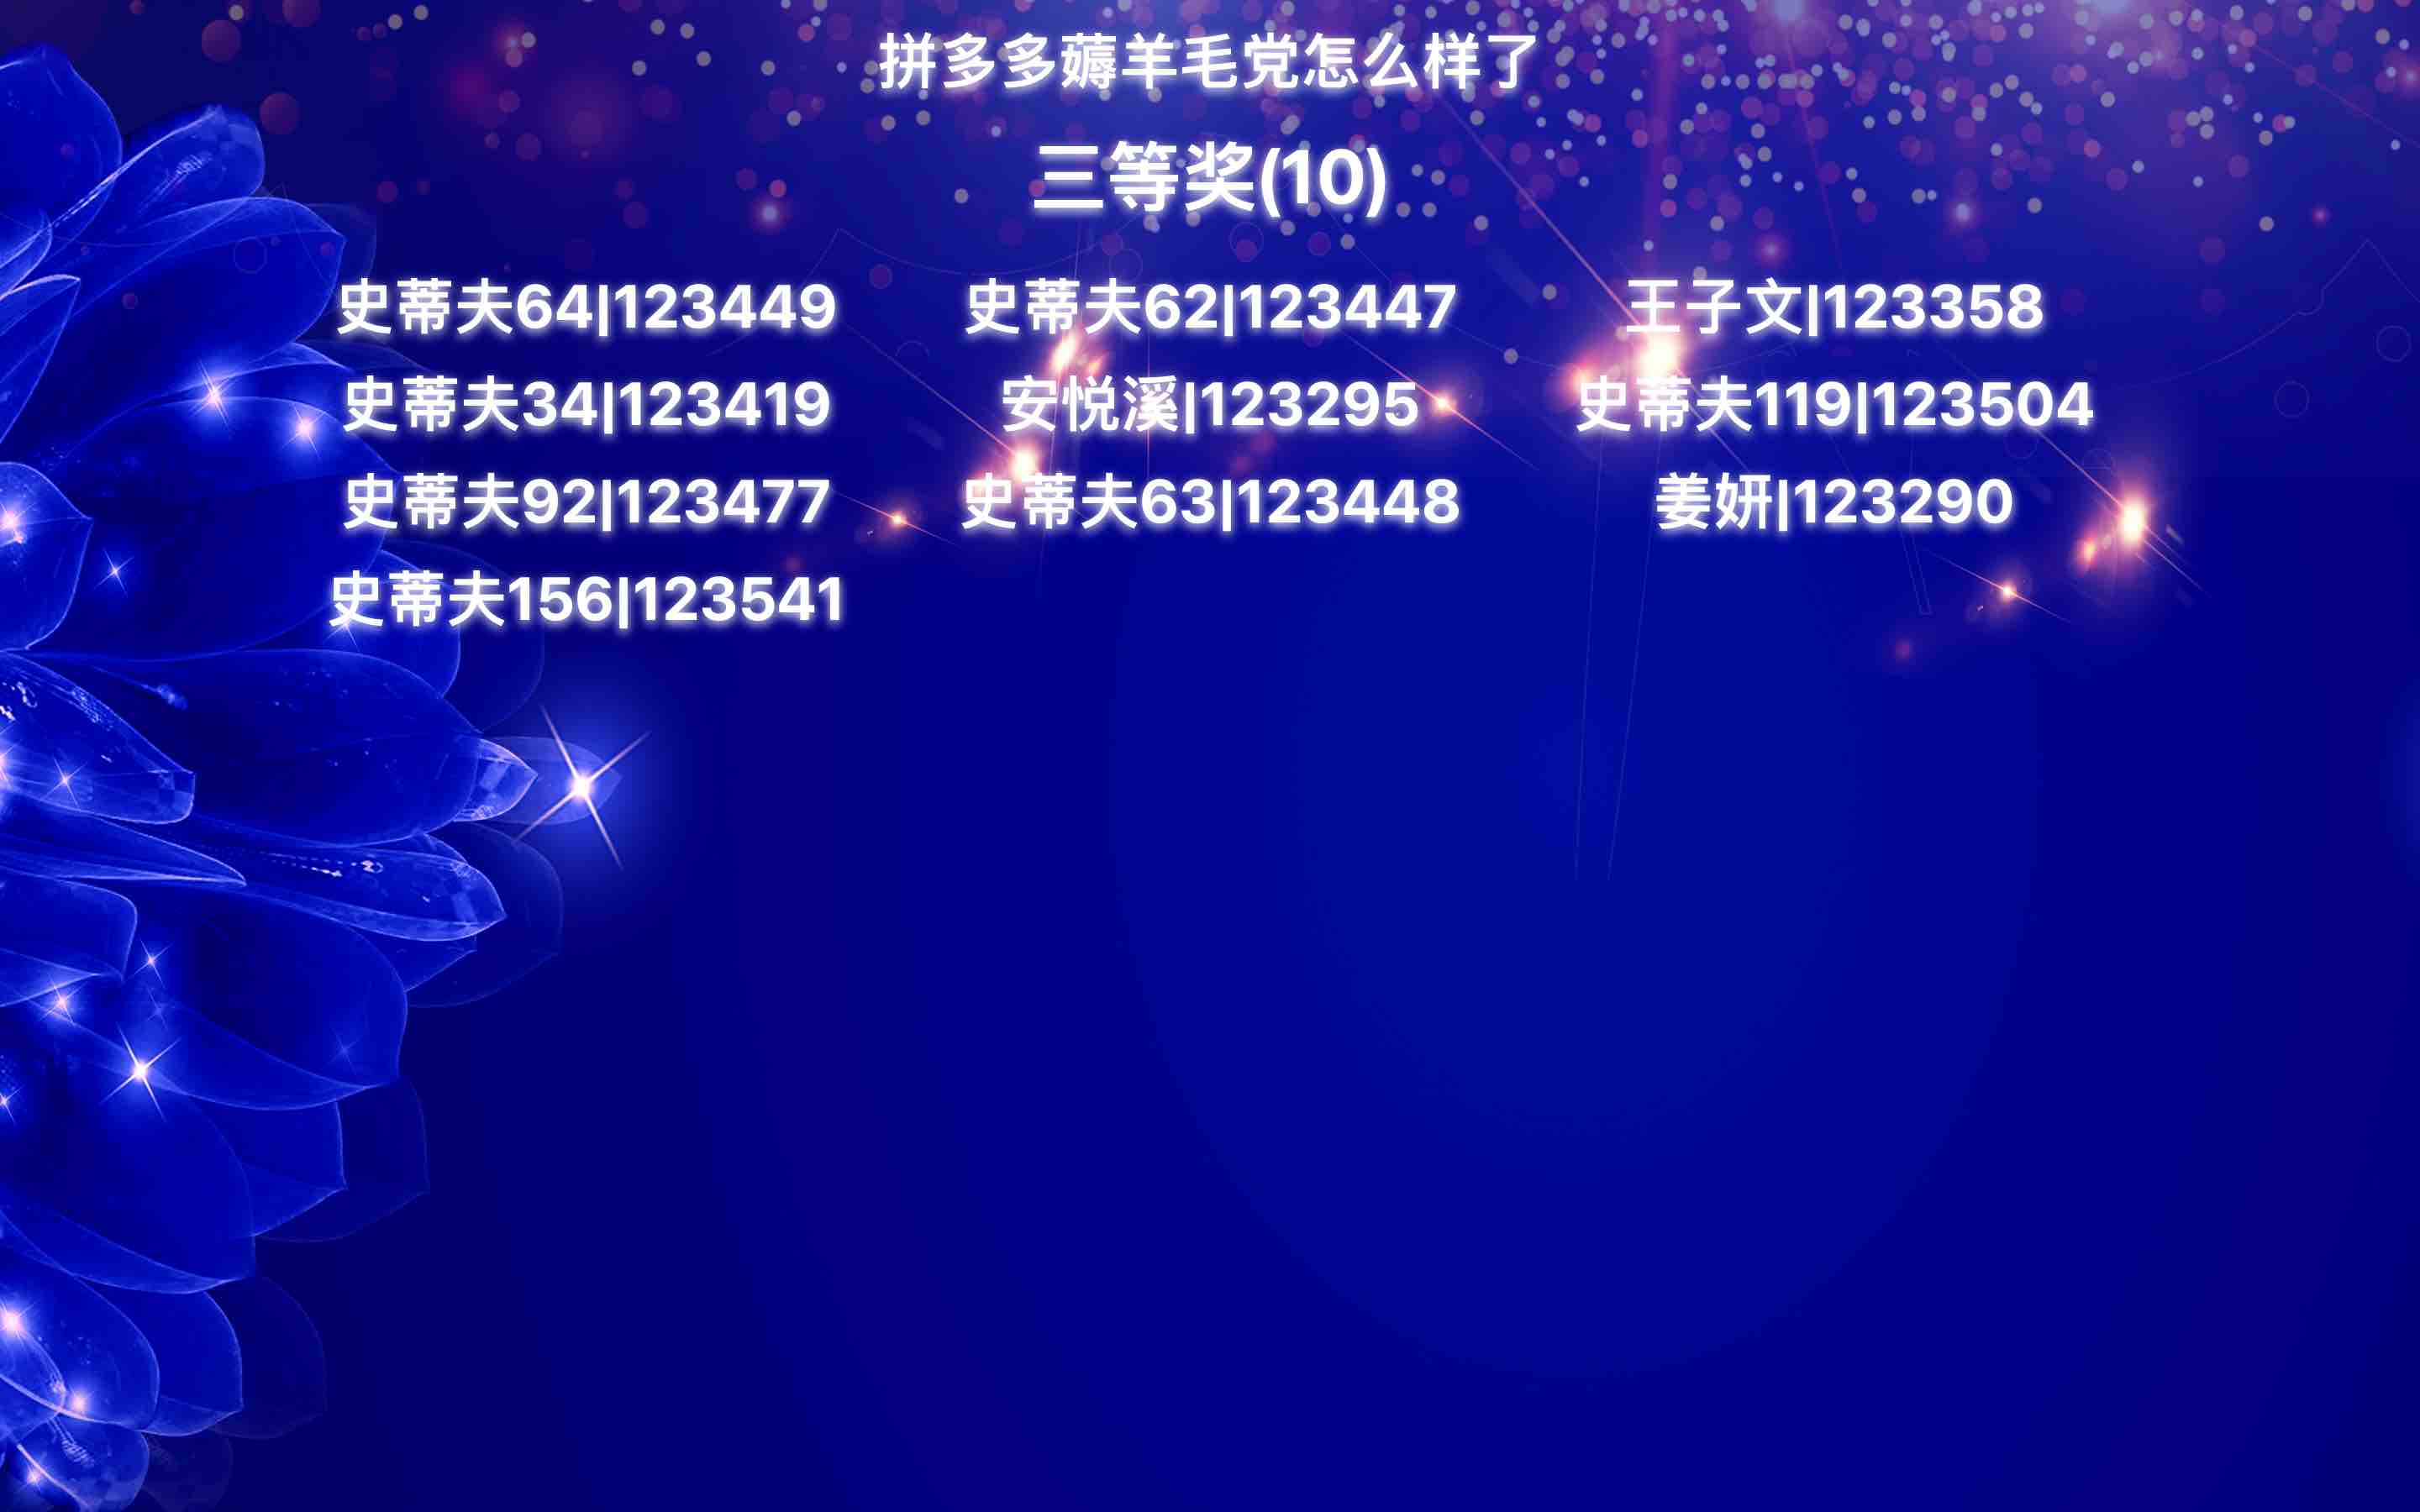 拼多多薅羊毛党怎么样了
三等奖(10)
史蒂夫64|123449 史蒂夫62|123447 王子文|123358
史蒂夫34|123419 安悦溪|123295 史蒂夫119|123504
史蒂夫92|123477 史蒂夫63|123448 姜妍|123290
史蒂夫156|123541